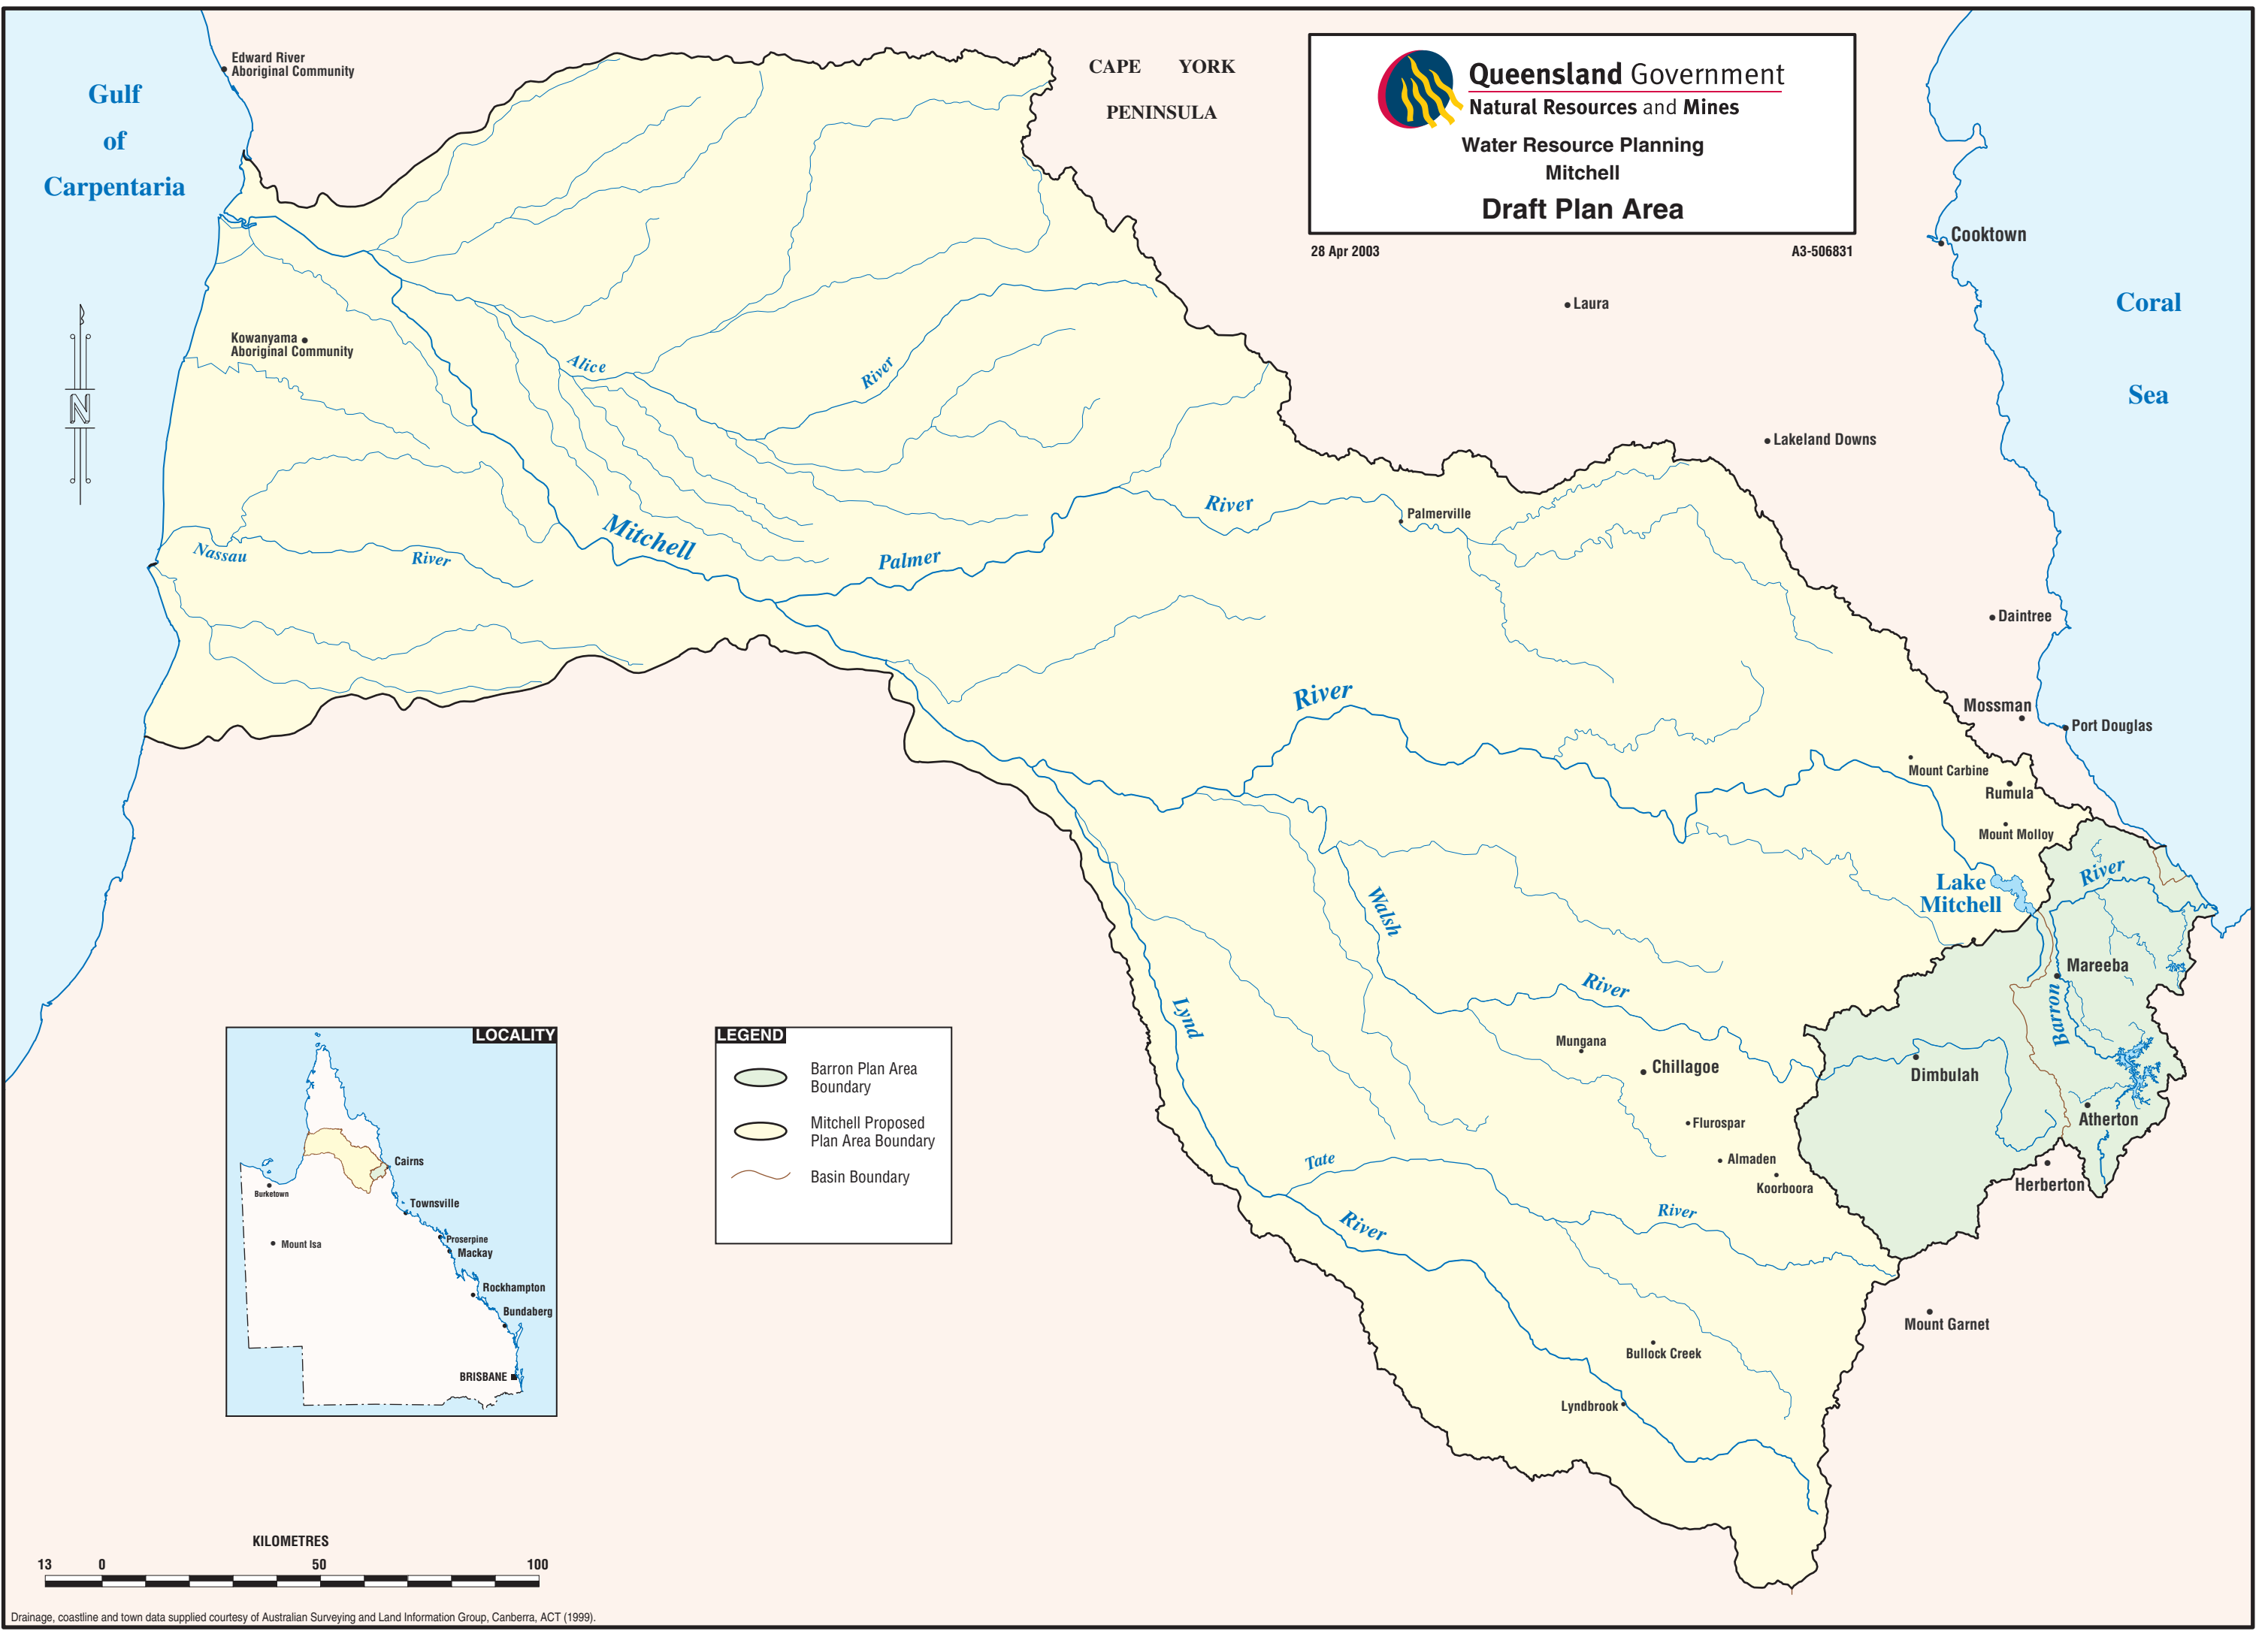 Edward River
Aboriginal Community
Gulf
of
Carpentaria
CAPE YORK
PENINSULA
Queensland Government
Natural Resources and Mines
Water Resource Planning
Mitchell
Draft Plan Area
28 Apr 2003
A3-506831
Cooktown
Coral
Sea
Laura
Lakeland Downs
Kowanyama
Aboriginal Community
N
Alice
River
Mitchell
Palmer
River
Palmerville
Nassau
River
Daintree
River
Mossman
Port Douglas
Mount Carbine
Rumula
Mount Molloy
Lake
Mitchell
River
Walsh
River
Mareeba
Barron
Lynd
Mungana
Chillagoe
Dimbulah
Atherton
Flurospar
Almaden
Koorboora
Tate
River
River
Herberton
Mount Garnet
Bullock Creek
Lyndbrook
LOCALITY
Cairns
Burketown
Townsville
Mount Isa
Proserpine
Mackay
Rockhampton
Bundaberg
BRISBANE
LEGEND
Barron Plan Area
Boundary
Mitchell Proposed
Plan Area Boundary
Basin Boundary
KILOMETRES
13 0 50 100
Drainage, coastline and town data supplied courtesy of Australian Surveying and Land Information Group, Canberra, ACT (1999).